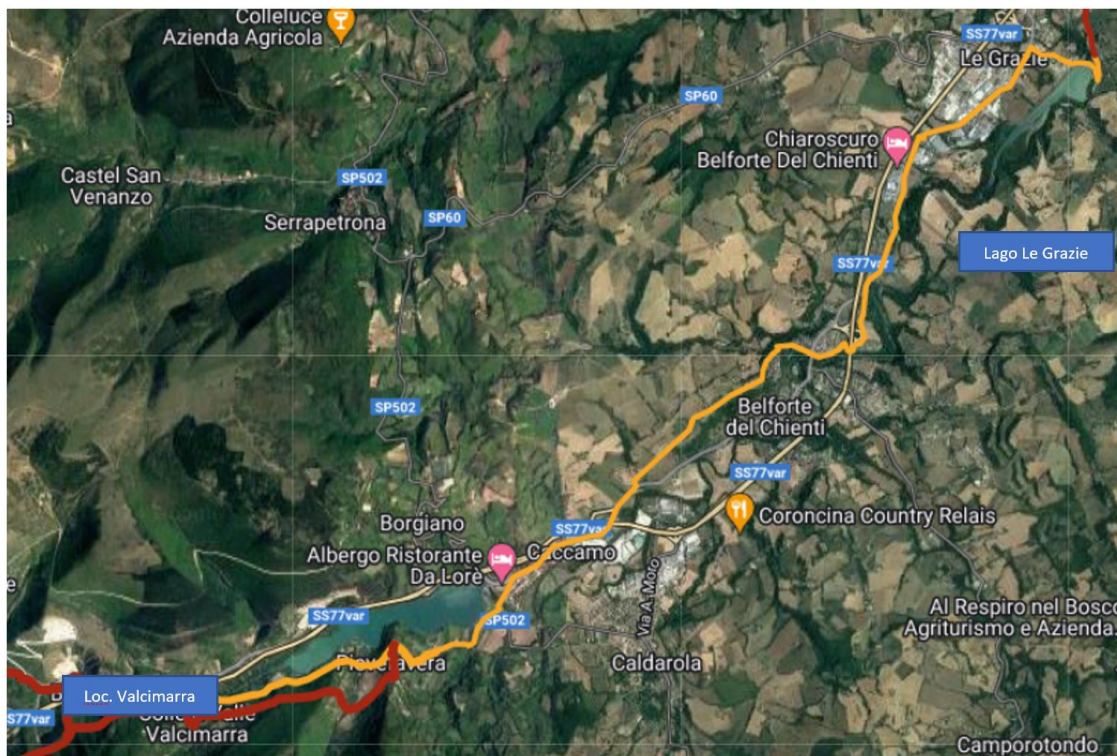 Colleluce
Azienda Agricola
SS77var
Le Grazie
SP60
Chiaroscuro
Belforte Del Chienti
Castel San
Venanzo
SP502
SP60
Serrapetrona
Lago Le Grazie
SS77var
SP502
Belforte
del Chienti
SS77var
Coroncina Country Relais
Borgiano
SS77var
Albergo Ristorante
Da Lorè
Caccamo
Via A. Moro
SS77var
SP502
Al Respiro nel Bosco
Agriturismo e Azienda
Pievefavera
Caldarola
Loc. Valcimarra
SS77var
Valle
Valcimarra
Camporotondo